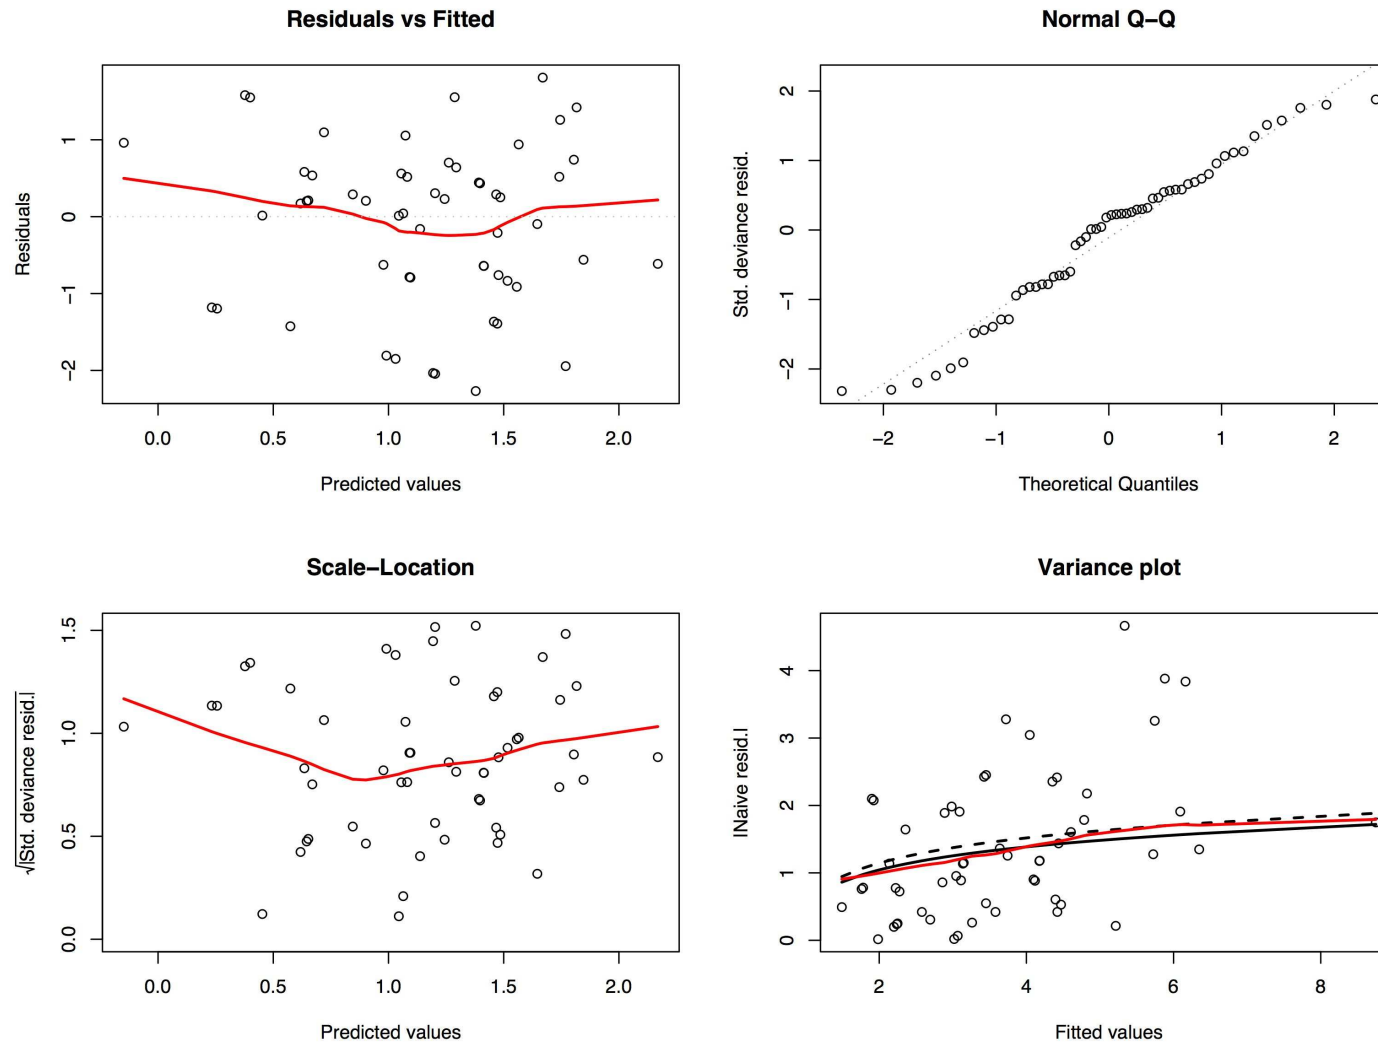 Residuals vs Fitted
Residuals
1
0
−1
−2
0.0 0.5 1.0 1.5 2.0
Predicted values
Normal Q−Q
Std. deviance resid.
2
1
0
−1
−2
−2 −1 0 1 2
Theoretical Quantiles
Scale−Location
√|Std. deviance resid.|
1.5
1.0
0.5
0.0
0.0 0.5 1.0 1.5 2.0
Predicted values
Variance plot
|Naive resid.|
4
3
2
1
0
2 4 6 8
Fitted values